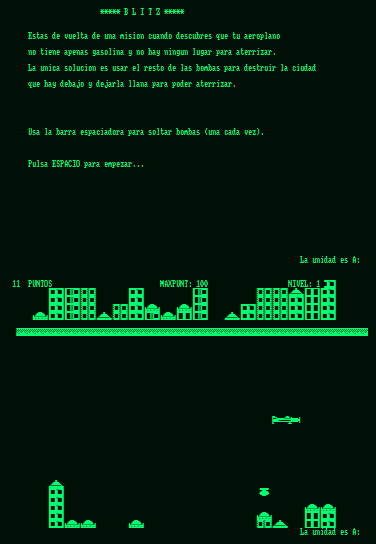 ***** B L I T Z *****
Estas de vuelta de una mision cuando descubres que tu aeroplano
no tiene apenas gasolina y no hay ningun lugar para aterrizar.
La unica solucion es usar el resto de las bombas para destruir la ciudad
que hay debajo y dejarla llana para poder aterrizar.
Usa la barra espaciadora para soltar bombas (una cada vez).
Pulsa ESPACIO para empezar...
La unidad es A:
11 PUNTOS MAXPUNT: 100 NIVEL: 1
La unidad es A: